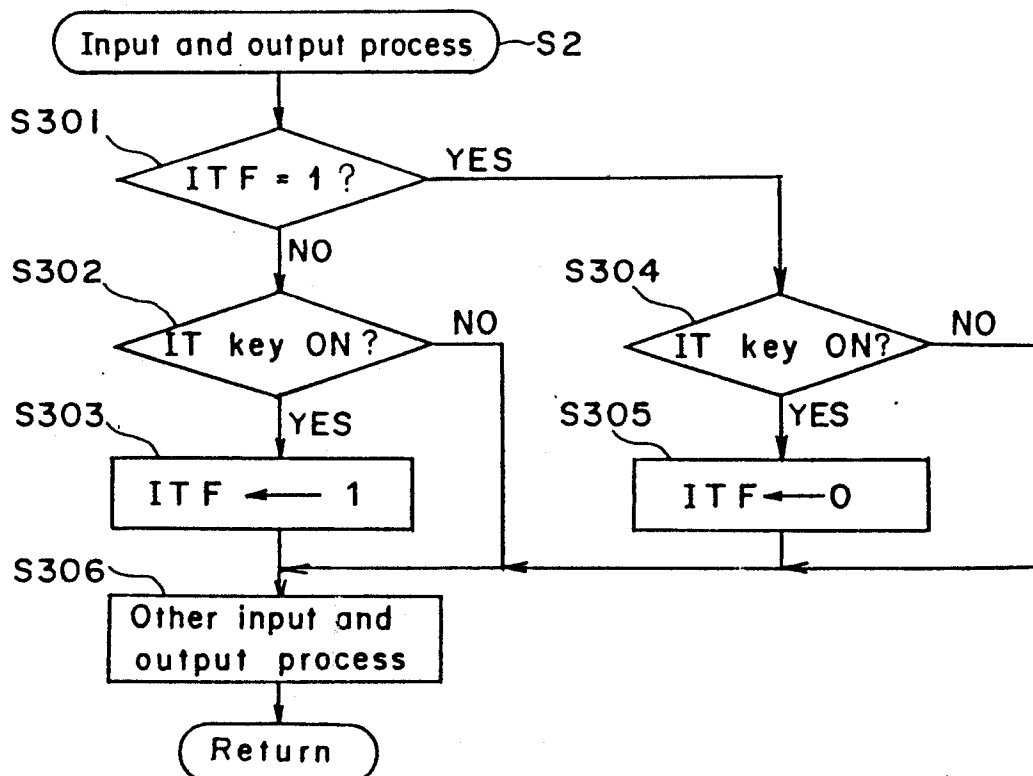 Input and output process
S2
S301
ITF = 1?
YES
NO
S302
IT key ON?
NO
S304
IT key ON?
NO
YES
S303
ITF ← 1
YES
S305
ITF ← 0
S306
Other input and
output process
Return